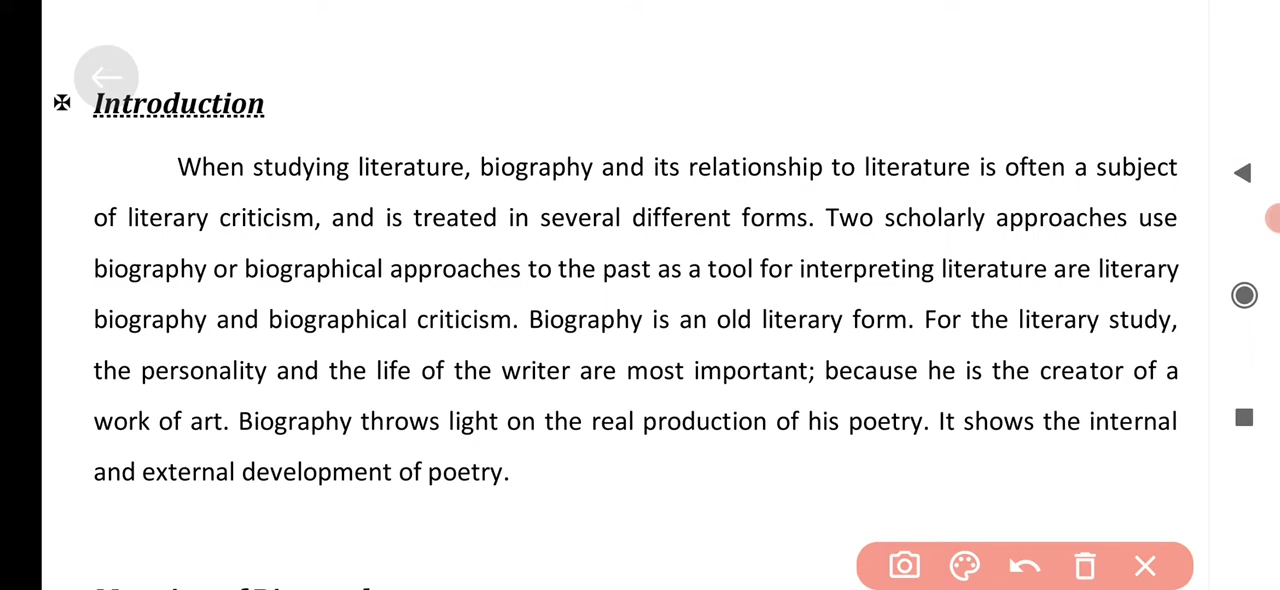 Introduction
When studying literature, biography and its relationship to literature is often a subject
of literary criticism, and is treated in several different forms. Two scholarly approaches use
biography or biographical approaches to the past as a tool for interpreting literature are literary
biography and biographical criticism. Biography is an old literary form. For the literary study,
the personality and the life of the writer are most important; because he is the creator of a
work of art. Biography throws light on the real production of his poetry. It shows the internal
and external development of poetry.